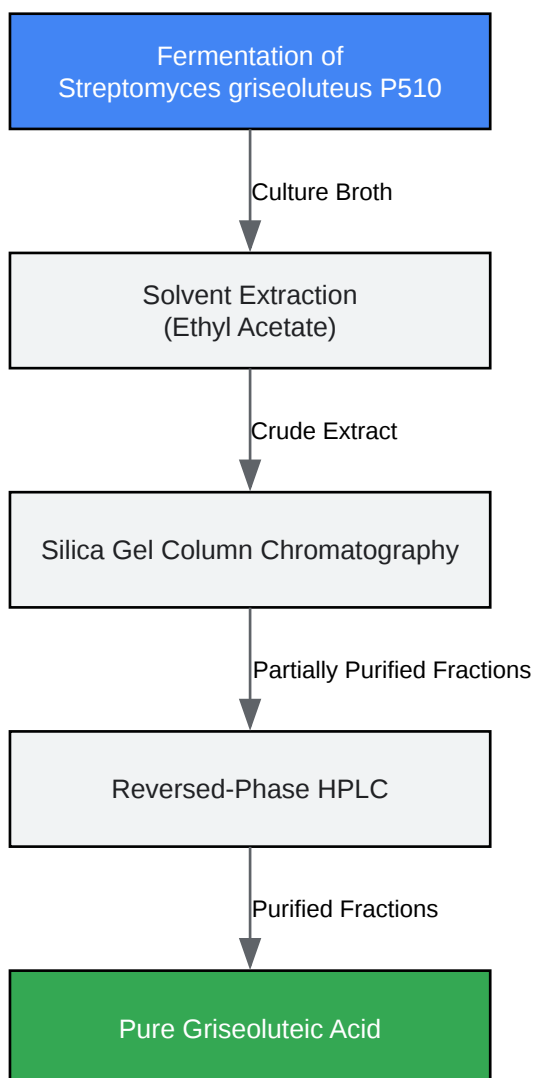 Fermentation of
Streptomyces griseoluteus P510
Culture Broth
Solvent Extraction
(Ethyl Acetate)
Crude Extract
Silica Gel Column Chromatography
Partially Purified Fractions
Reversed-Phase HPLC
Purified Fractions
Pure Griseoluteic Acid